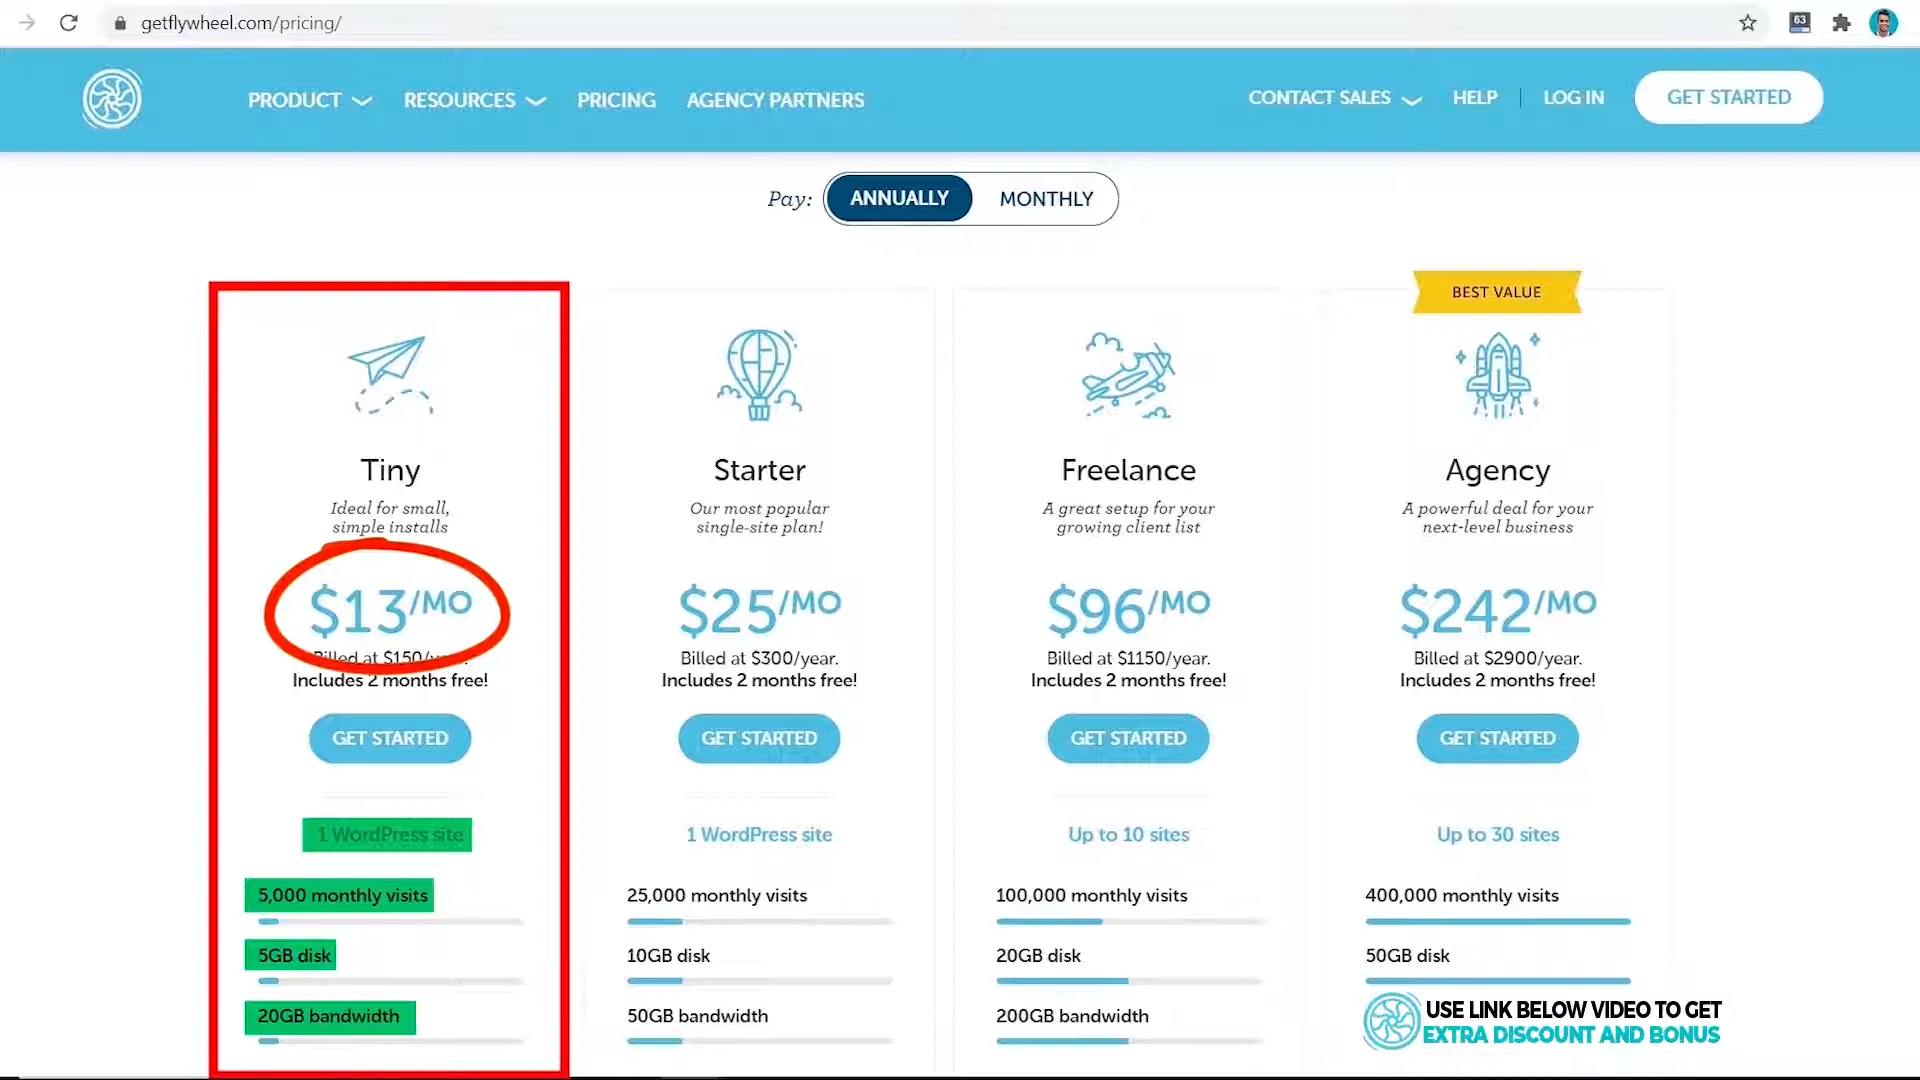 getflywheel.com/pricing/
63
PRODUCT RESOURCES PRICING AGENCY PARTNERS CONTACT SALES HELP LOG IN GET STARTED
Pay: ANNUALLY MONTHLY
BEST VALUE
Tiny
Ideal for small,
simple installs
$13/MO
Billed at $150/year.
Includes 2 months free!
GET STARTED
1 WordPress site
5,000 monthly visits
5GB disk
20GB bandwidth
Starter
Our most popular
single-site plan!
$25/MO
Billed at $300/year.
Includes 2 months free!
GET STARTED
1 WordPress site
25,000 monthly visits
10GB disk
50GB bandwidth
Freelance
A great setup for your
growing client list
$96/MO
Billed at $1150/year.
Includes 2 months free!
GET STARTED
Up to 10 sites
100,000 monthly visits
20GB disk
200GB bandwidth
Agency
A powerful deal for your
next-level business
$242/MO
Billed at $2900/year.
Includes 2 months free!
GET STARTED
Up to 30 sites
400,000 monthly visits
50GB disk
USE LINK BELOW VIDEO TO GET
EXTRA DISCOUNT AND BONUS